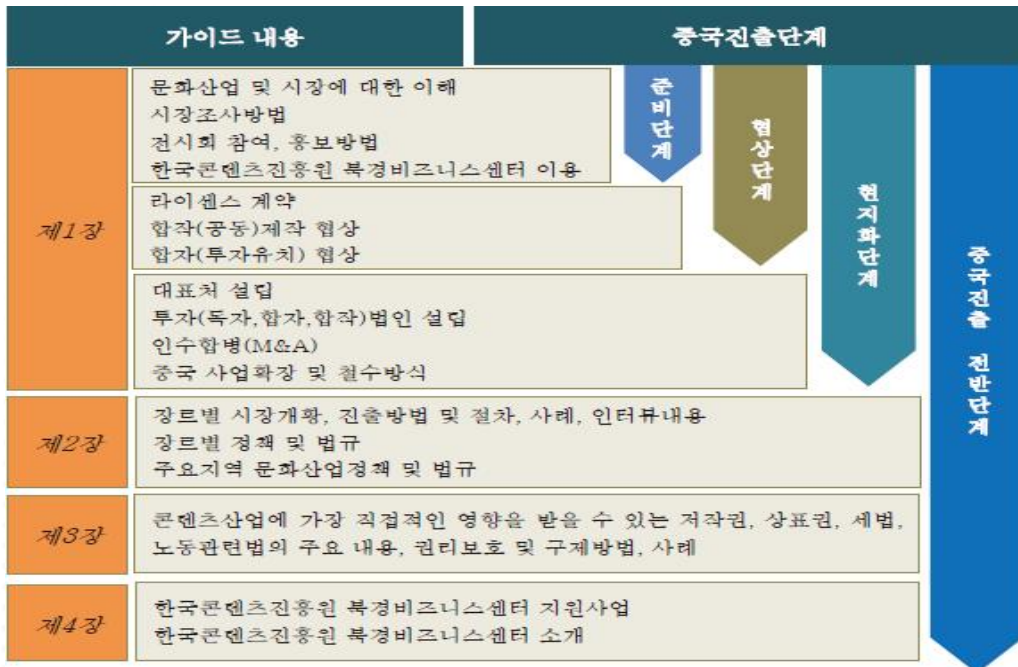 가이드 내용
중국진출단계
제1장
문화산업 및 시장에 대한 이해
시장조사방법
전시회 참여, 홍보방법
한국콘텐츠진흥원 북경비즈니스센터 이용
라이센스 계약
합작(공동)제작 협상
합자(투자유치) 협상
대표처 설립
투자(독자,합자,합작)법인 설립
인수합병(M&A)
중국 사업확장 및 철수방식
준비단계
협상단계
현지화단계
중국진출 전반단계
제2장
장르별 시장개황, 진출방법 및 절차, 사례, 인터뷰내용
장르별 정책 및 법규
주요지역 문화산업정책 및 법규
제3장
콘텐츠산업에 가장 직접적인 영향을 받을 수 있는 저작권, 상표권, 세법,
노동관련법의 주요 내용, 권리보호 및 구제방법, 사례
제4장
한국콘텐츠진흥원 북경비즈니스센터 지원사업
한국콘텐츠진흥원 북경비즈니스센터 소개